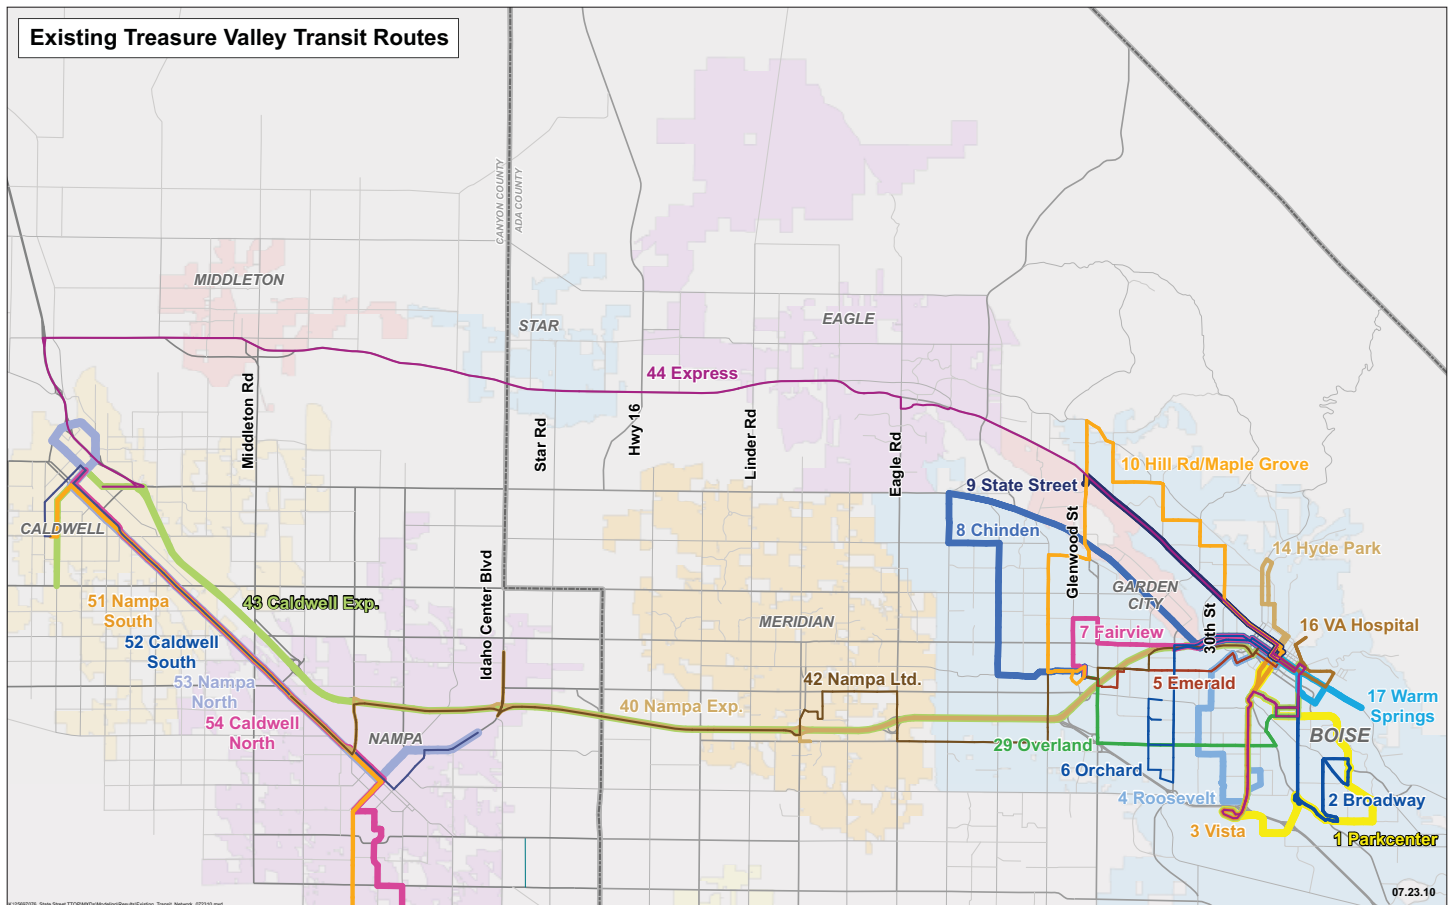 Existing Treasure Valley Transit Routes
CANYON COUNTY
ADA COUNTY
MIDDLETON
STAR
EAGLE
44 Express
Middleton Rd
Star Rd
Hwy 16
Linder Rd
Eagle Rd
10 Hill Rd/Maple Grove
9 State Street
8 Chinden
Glenwood St
CALDWELL
14 Hyde Park
GARDEN
CITY
51 Nampa
South
43 Caldwell Exp.
Idaho Center Blvd
MERIDIAN
7 Fairview
30th St
16 VA Hospital
52 Caldwell
South
53 Nampa
North
54 Caldwell
North
42 Nampa Ltd.
5 Emerald
17 Warm
Springs
40 Nampa Exp.
NAMPA
29 Overland
BOISE
6 Orchard
4 Roosevelt
2 Broadway
3 Vista
1 Parkcenter
07.23.10